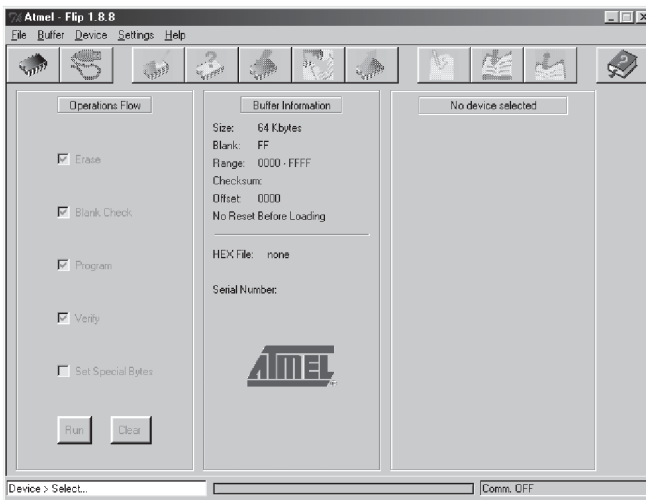 Atmel - Flip 1.8.8
File Buffer Device Settings Help
Operations Flow
Erase
Blank Check
Program
Verify
Set Special Bytes
Run Clear
Buffer Information
Size: 64 Kbytes
Blank: FF
Range: 0000 - FFFF
Checksum:
Offset: 0000
No Reset Before Loading
HEX File: none
Serial Number:
ATMEL
No device selected
Device > Select...
Comm. OFF